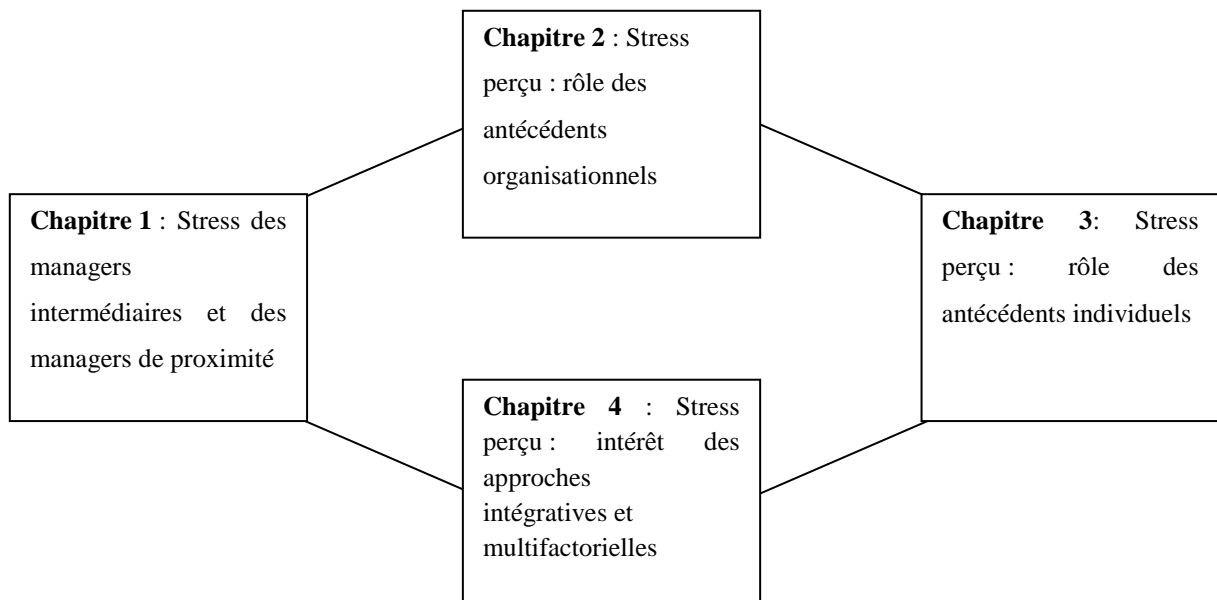 Chapitre 2 : Stress
perçu : rôle des
antécédents
organisationnels
Chapitre 1 : Stress des
managers
intermédiaires et des
managers de proximité
Chapitre 3: Stress
perçu : rôle des
antécédents individuels
Chapitre 4 : Stress
perçu : intérêt des
approches
intégratives et
multifactorielles